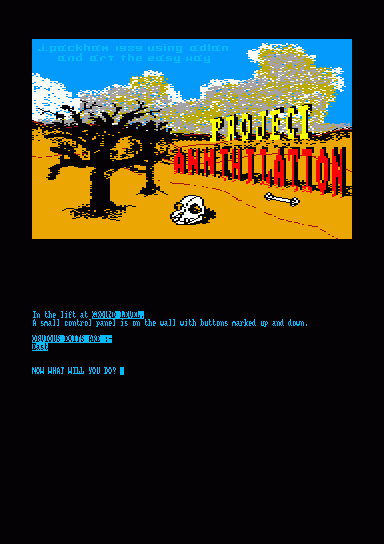 J.packham 1989 using adlan
and art the easy way
PROJECT
ANNIHILATION
In the lift at GROUND LEVEL.
A small control panel is on the wall with buttons marked up and down.
OBVIOUS EXITS ARE :-
East
NOW WHAT WILL YOU DO?